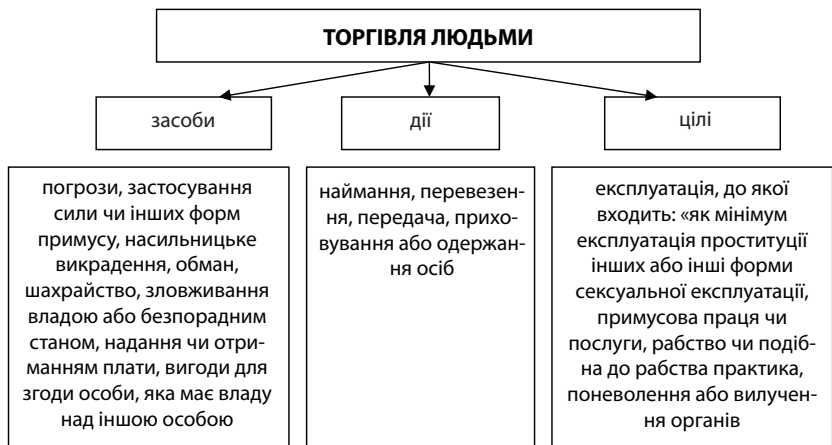 ТОРГІВЛЯ ЛЮДЬМИ
засоби
дії
цілі
погрози, застосування
сили чи інших форм
примусу, насильницьке
викрадення, обман,
шахрайство, зловживання
владою або безпорадним
станом, надання чи отри-
манням плати, вигоди для
згоди особи, яка має владу
над іншою особою
наймання, перевезен-
ня, передача, прихо-
вування або одержан-
ня осіб
експлуатація, до якої
входить: «як мінімум
експлуатація проституції
інших або інші форми
сексуальної експлуатації,
примусова праця чи
послуги, рабство чи подіб-
на до рабства практика,
поневолення або вилучен-
ня органів